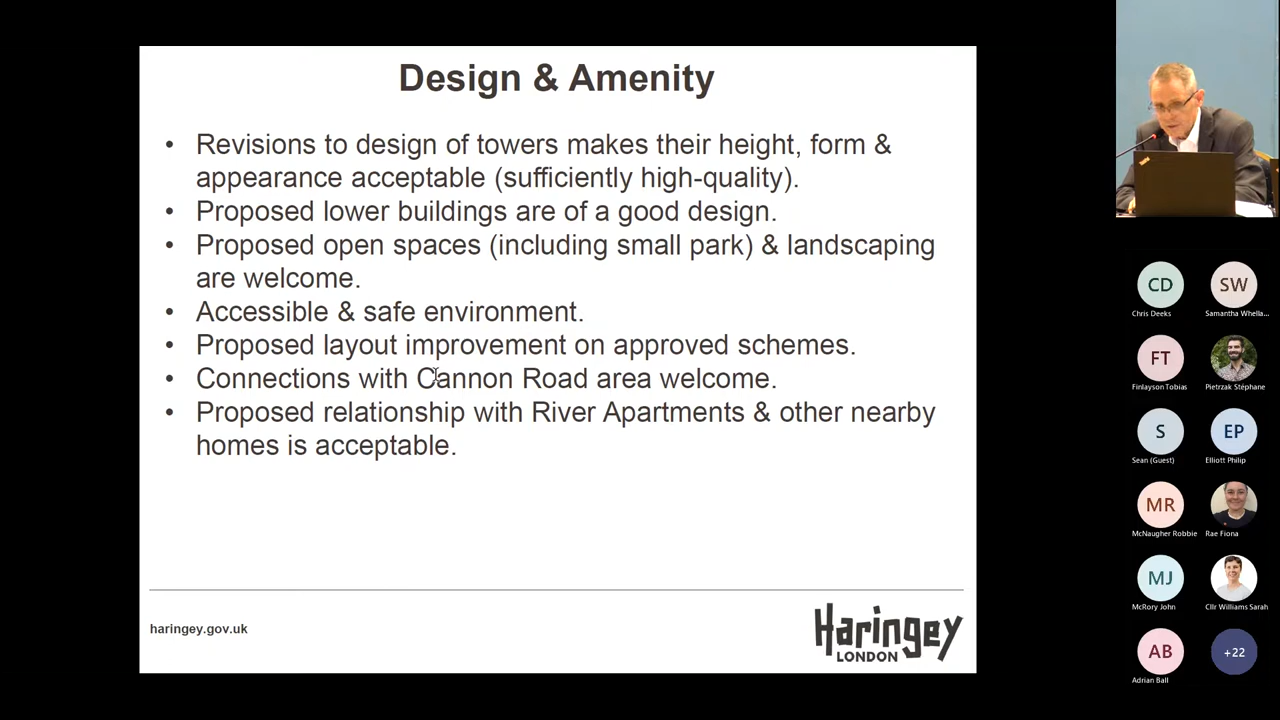 Design & Amenity
• Revisions to design of towers makes their height, form &
appearance acceptable (sufficiently high-quality).
• Proposed lower buildings are of a good design.
• Proposed open spaces (including small park) & landscaping
are welcome.
• Accessible & safe environment.
• Proposed layout improvement on approved schemes.
• Connections with Cannon Road area welcome.
• Proposed relationship with River Apartments & other nearby
homes is acceptable.
haringey.gov.uk
Haringey
LONDON
CD
Chris Deeks
SW
Samantha Whella...
FT
Finlayson Tobias
Pietrzak Stéphane
S
Sean (Guest)
EP
Elliott Philip
MR
McNaugher Robbie
Rae Fiona
MJ
McRory John
Cllr Williams Sarah
AB
Adrian Ball
+22